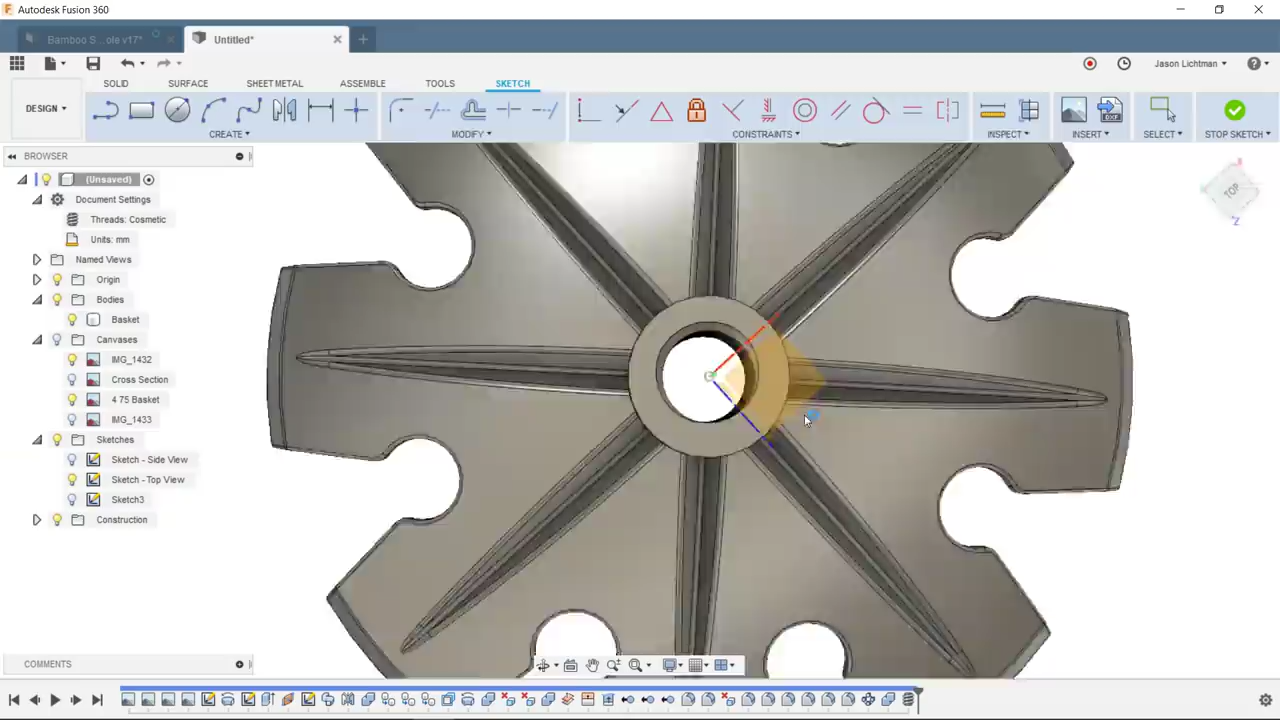 Autodesk Fusion 360
Bamboo S...ole v17*
Untitled*
Jason Lichtman
SOLID SURFACE SHEET METAL ASSEMBLE TOOLS SKETCH
DESIGN
CREATE MODIFY CONSTRAINTS INSPECT INSERT SELECT STOP SKETCH
DXF
BROWSER
(Unsaved)
Document Settings
Threads: Cosmetic
Units: mm
Named Views
Origin
Bodies
Basket
Canvases
IMG_1432
Cross Section
4 75 Basket
IMG_1433
Sketches
Sketch - Side View
Sketch - Top View
Sketch3
Construction
TOP
Z
COMMENTS